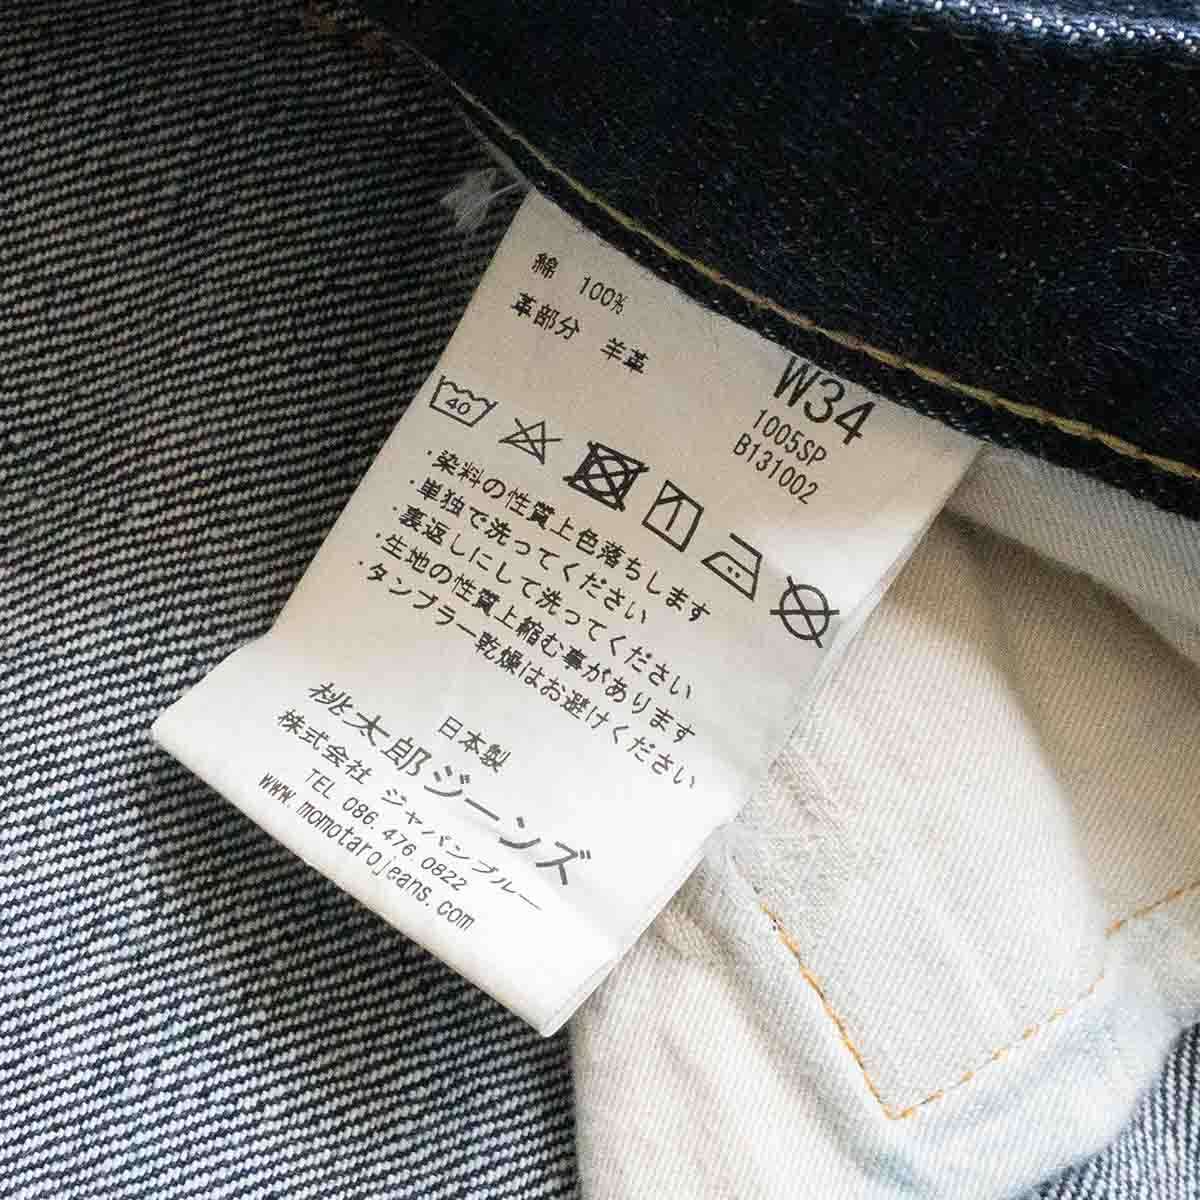 綿 100%
革部分 羊革
W34
1005SP
B131002
40
・染料の性質上色落ちします
・単独で洗ってください
・裏返しにして洗ってください
・生地の性質上縮む事があります
・タンブラー乾燥はお避けください
日本製
桃太郎ジーンズ
株式会社 ジャパンブルー
TEL 086.476.0822
www.momotarojeans.com